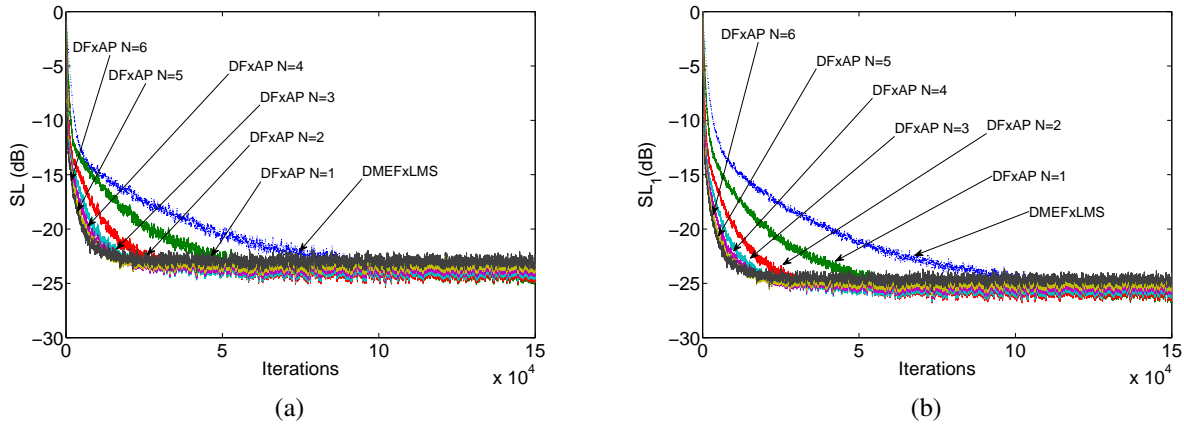 0
−5
−10
−15
−20
−25
−30
SL (dB)
DFxAP N=6
DFxAP N=5
DFxAP N=4
DFxAP N=3
DFxAP N=2
DFxAP N=1
DMEFxLMS
0 5 10 15
x 10^4
Iterations
(a)
0
−5
−10
−15
−20
−25
−30
SL_1(dB)
DFxAP N=6
DFxAP N=5
DFxAP N=4
DFxAP N=3
DFxAP N=2
DFxAP N=1
DMEFxLMS
0 5 10 15
x 10^4
Iterations
(b)